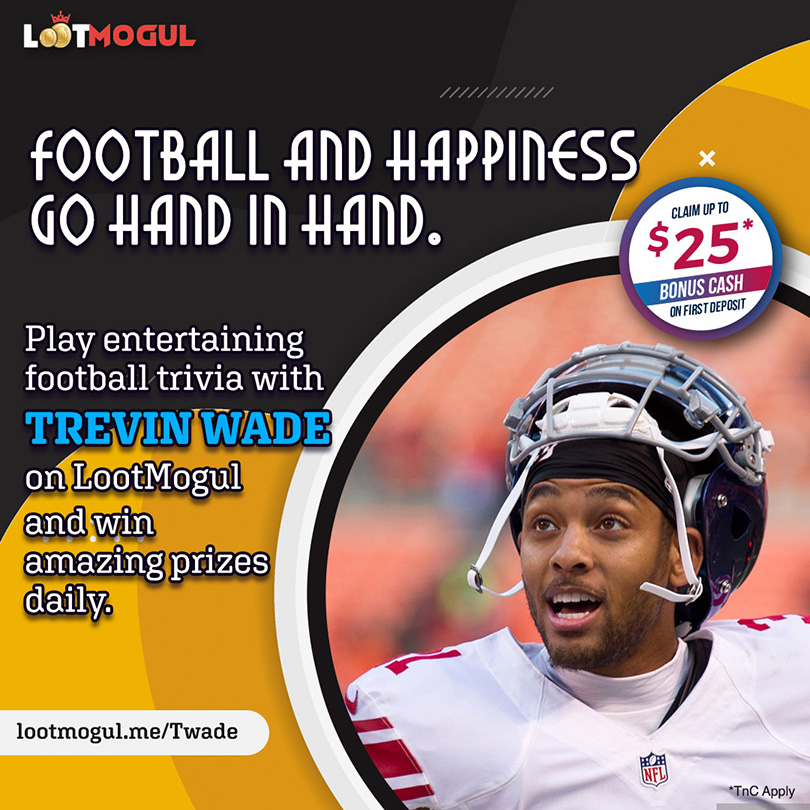 LOOTMOGUL
FOOTBALL AND HAPPINESS
GO HAND IN HAND.
CLAIM UP TO
$25*
BONUS CASH
ON FIRST DEPOSIT
Play entertaining
football trivia with
TREVIN WADE
on LootMogul
and win
amazing prizes
daily.
lootmogul.me/Twade
NFL
*TnC Apply